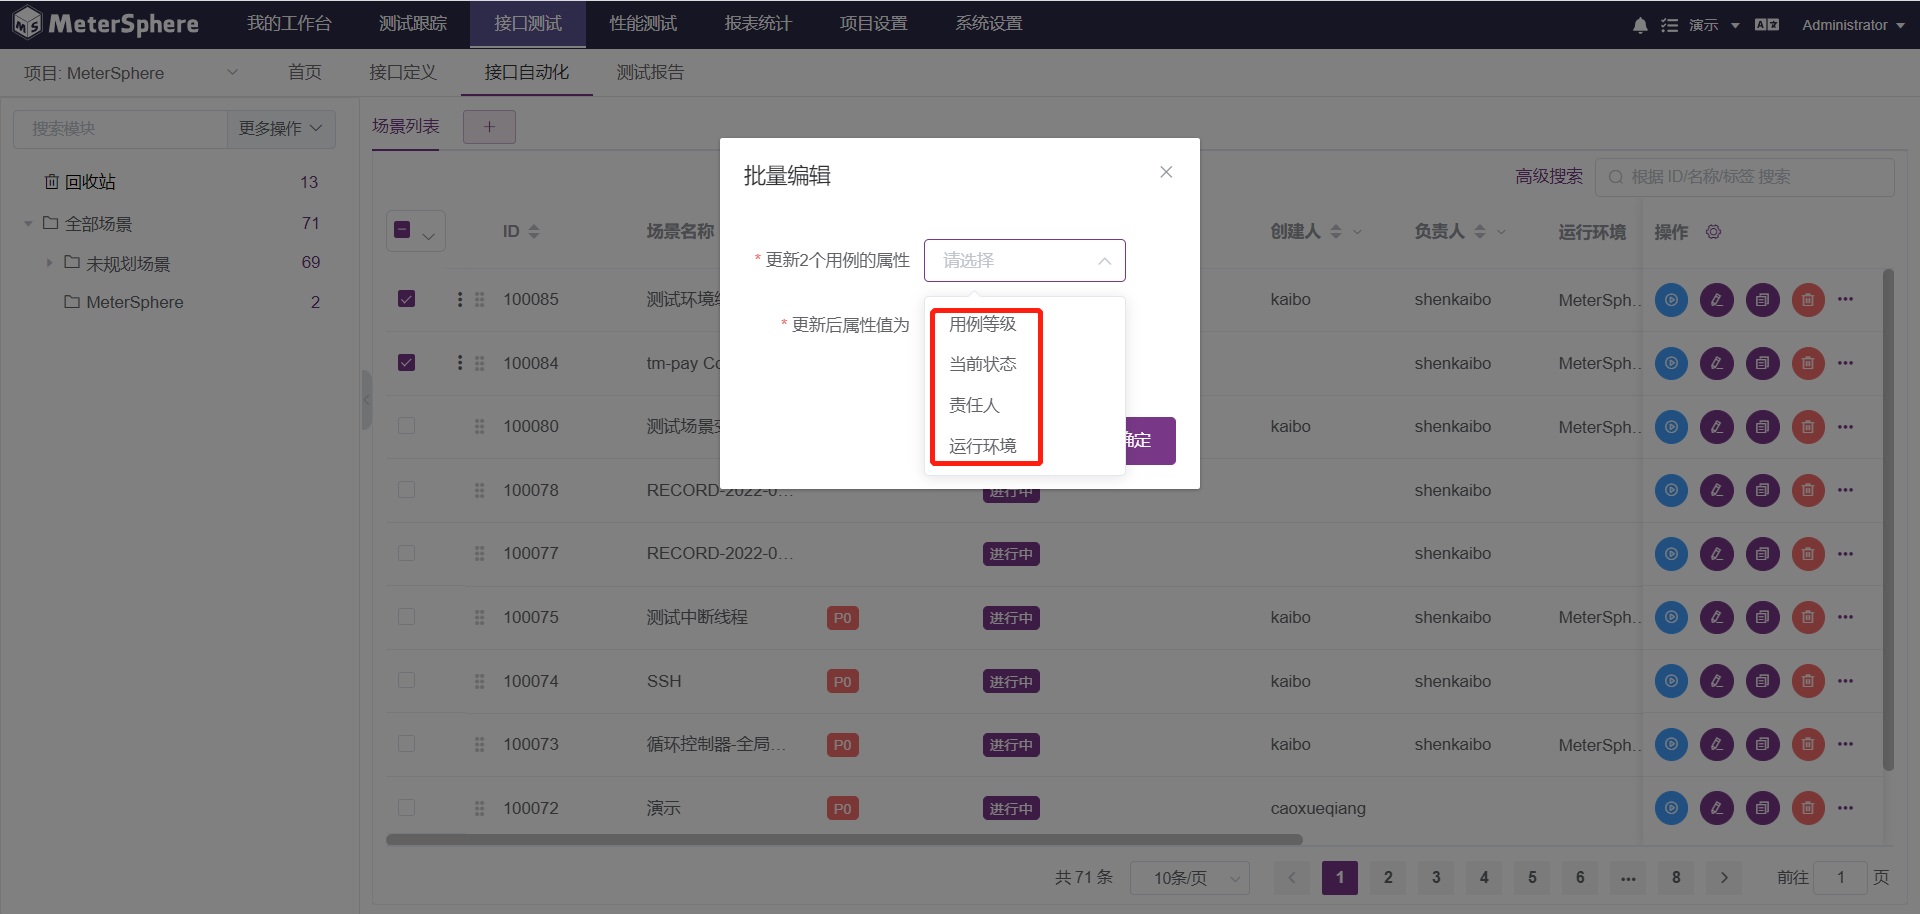 MeterSphere 我的工作台 测试跟踪 接口测试 性能测试 报表统计 项目设置 系统设置 演示 Administrator
项目: MeterSphere 首页 接口定义 接口自动化 测试报告
搜索模块 更多操作
回收站 13
全部场景 71
未规划场景 69
MeterSphere 2
场景列表 +
高级搜索 根据 ID/名称/标签 搜索
批量编辑
* 更新2个用例的属性 请选择
* 更新后属性值为
用例等级
当前状态
责任人
运行环境
确定
ID 场景名称 创建人 负责人 运行环境 操作
100085 测试环境 kaibo shenkaibo MeterSph...
100084 tm-pay Co shenkaibo MeterSph...
100080 测试场景 kaibo shenkaibo MeterSph...
100078 RECORD-2022-0... 进行中 shenkaibo
100077 RECORD-2022-0... 进行中 shenkaibo
100075 测试中断线程 P0 进行中 kaibo shenkaibo MeterSph...
100074 SSH P0 进行中 kaibo shenkaibo
100073 循环控制器-全局... P0 进行中 kaibo shenkaibo MeterSph...
100072 演示 P0 进行中 caoxueqiang
共 71 条 10条/页 1 2 3 4 5 6 ... 8 前往 1 页